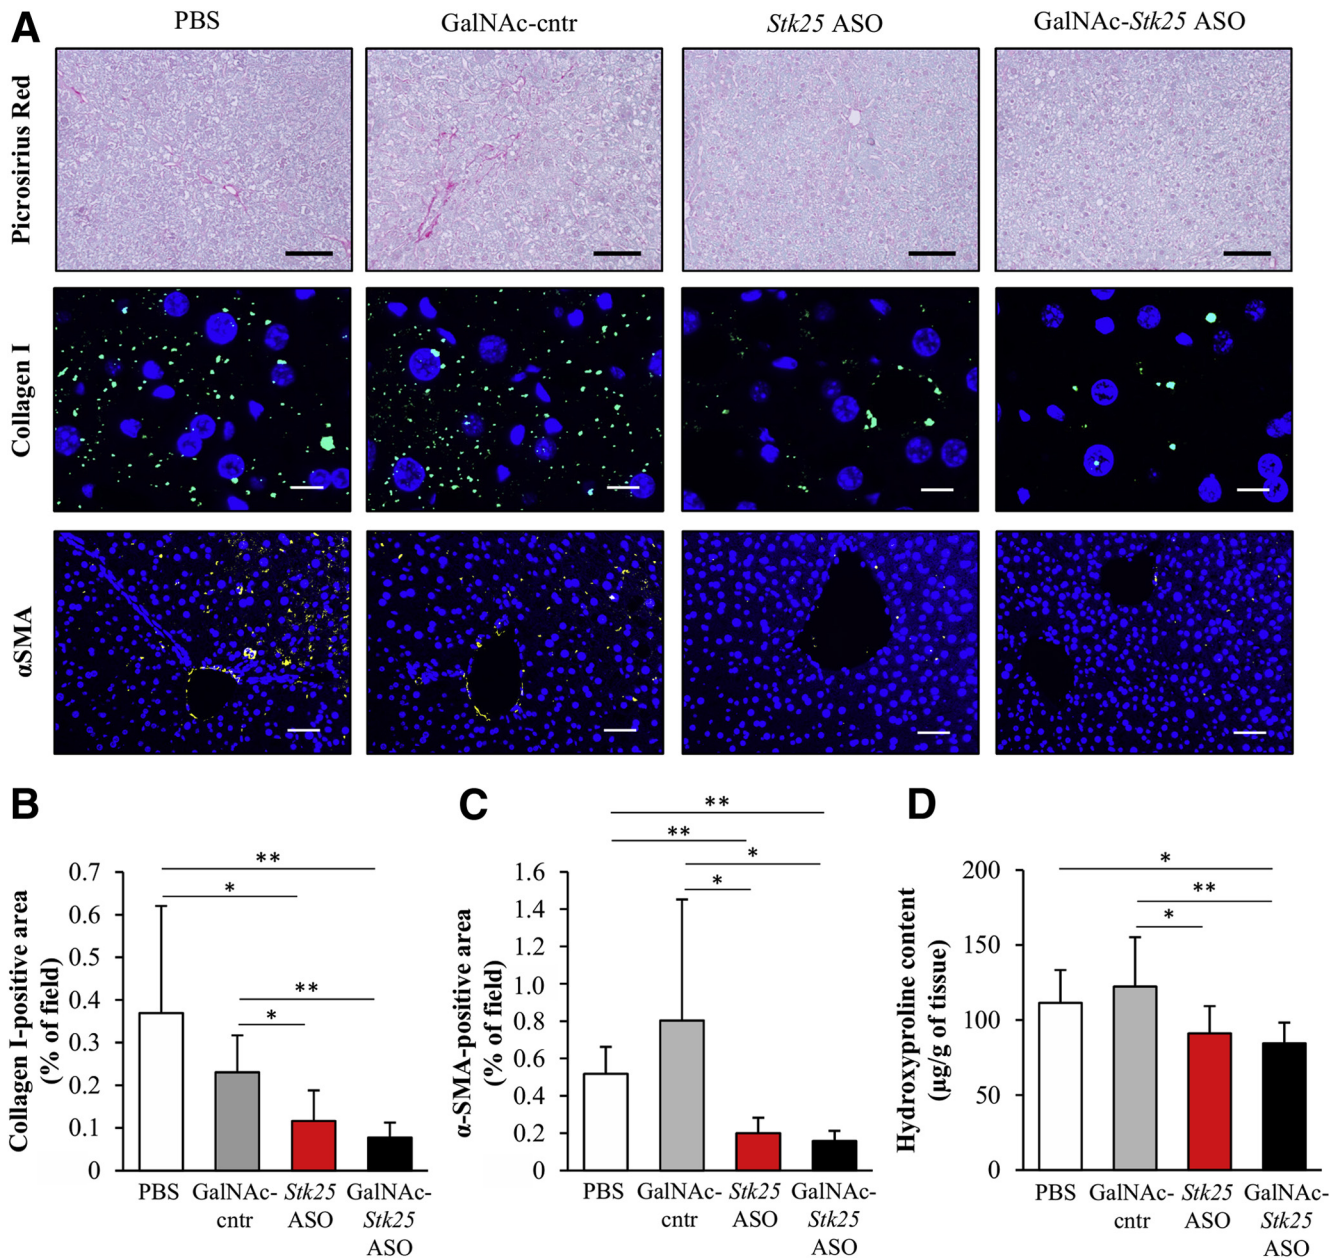 A
PBS
GalNAc-cntr
Stk25 ASO
GalNAc-Stk25 ASO
Picrosirius Red
Collagen I
αSMA
B
Collagen I-positive area
(% of field)
0.7
0.6
0.5
0.4
0.3
0.2
0.1
0
**
*
**
*
PBS
GalNAc-
cntr
Stk25
ASO
GalNAc-
Stk25
ASO
C
α-SMA-positive area
(% of field)
1.6
1.4
1.2
1.0
0.8
0.6
0.4
0.2
0
**
**
*
*
PBS
GalNAc-
cntr
Stk25
ASO
GalNAc-
Stk25
ASO
D
Hydroxyproline content
(µg/g of tissue)
200
150
100
50
0
*
**
*
PBS
GalNAc-
cntr
Stk25
ASO
GalNAc-
Stk25
ASO